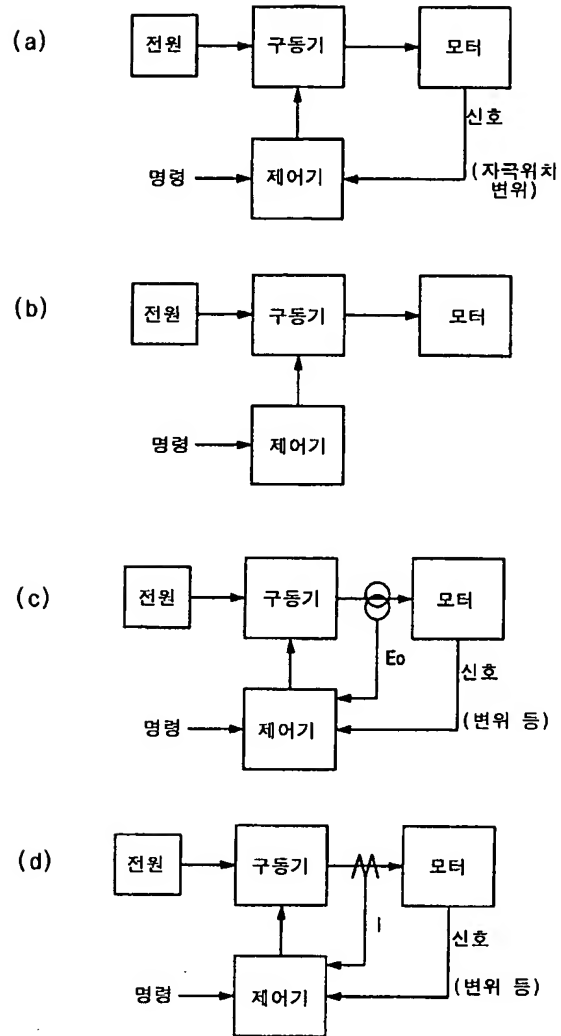 (a)
전원
구동기
모터
신호
명령
제어기
(자극위치
변위)
(b)
전원
구동기
모터
명령
제어기
(c)
전원
구동기
모터
Eo
신호
명령
제어기
(변위 등)
(d)
전원
구동기
모터
I
신호
명령
제어기
(변위 등)